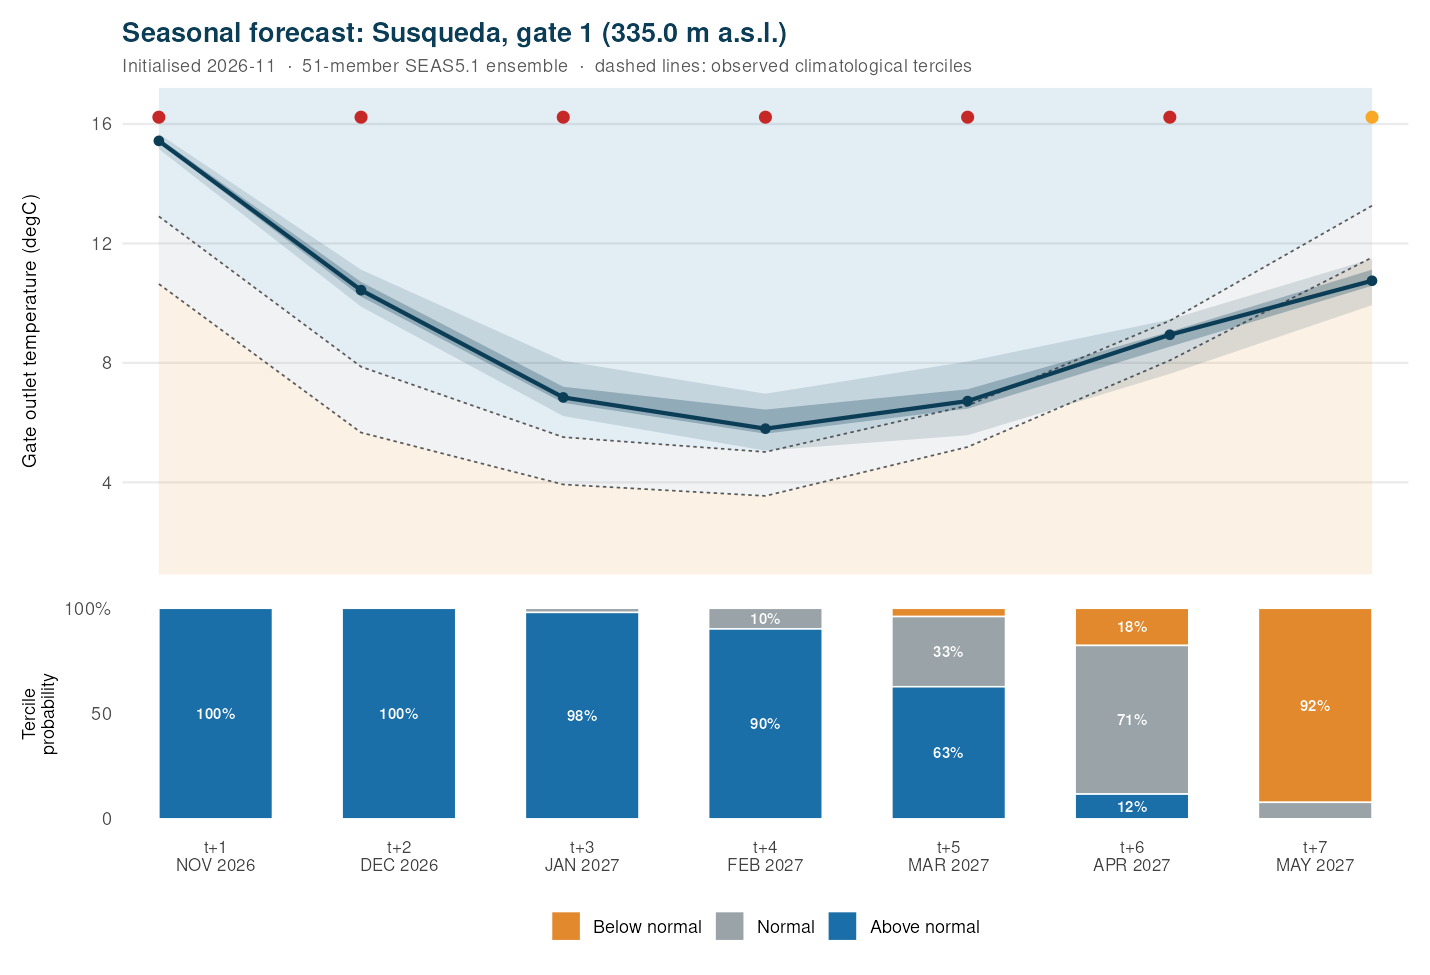 Seasonal forecast: Susqueda, gate 1 (335.0 m a.s.l.)
Initialised 2026-11 · 51-member SEAS5.1 ensemble · dashed lines: observed climatological terciles
Gate outlet temperature (degC)
16
12
8
4
Tercile
probability
100%
50
0
100%
100%
98%
10%
90%
33%
63%
18%
71%
12%
92%
t+1
NOV 2026
t+2
DEC 2026
t+3
JAN 2027
t+4
FEB 2027
t+5
MAR 2027
t+6
APR 2027
t+7
MAY 2027
Below normal
Normal
Above normal